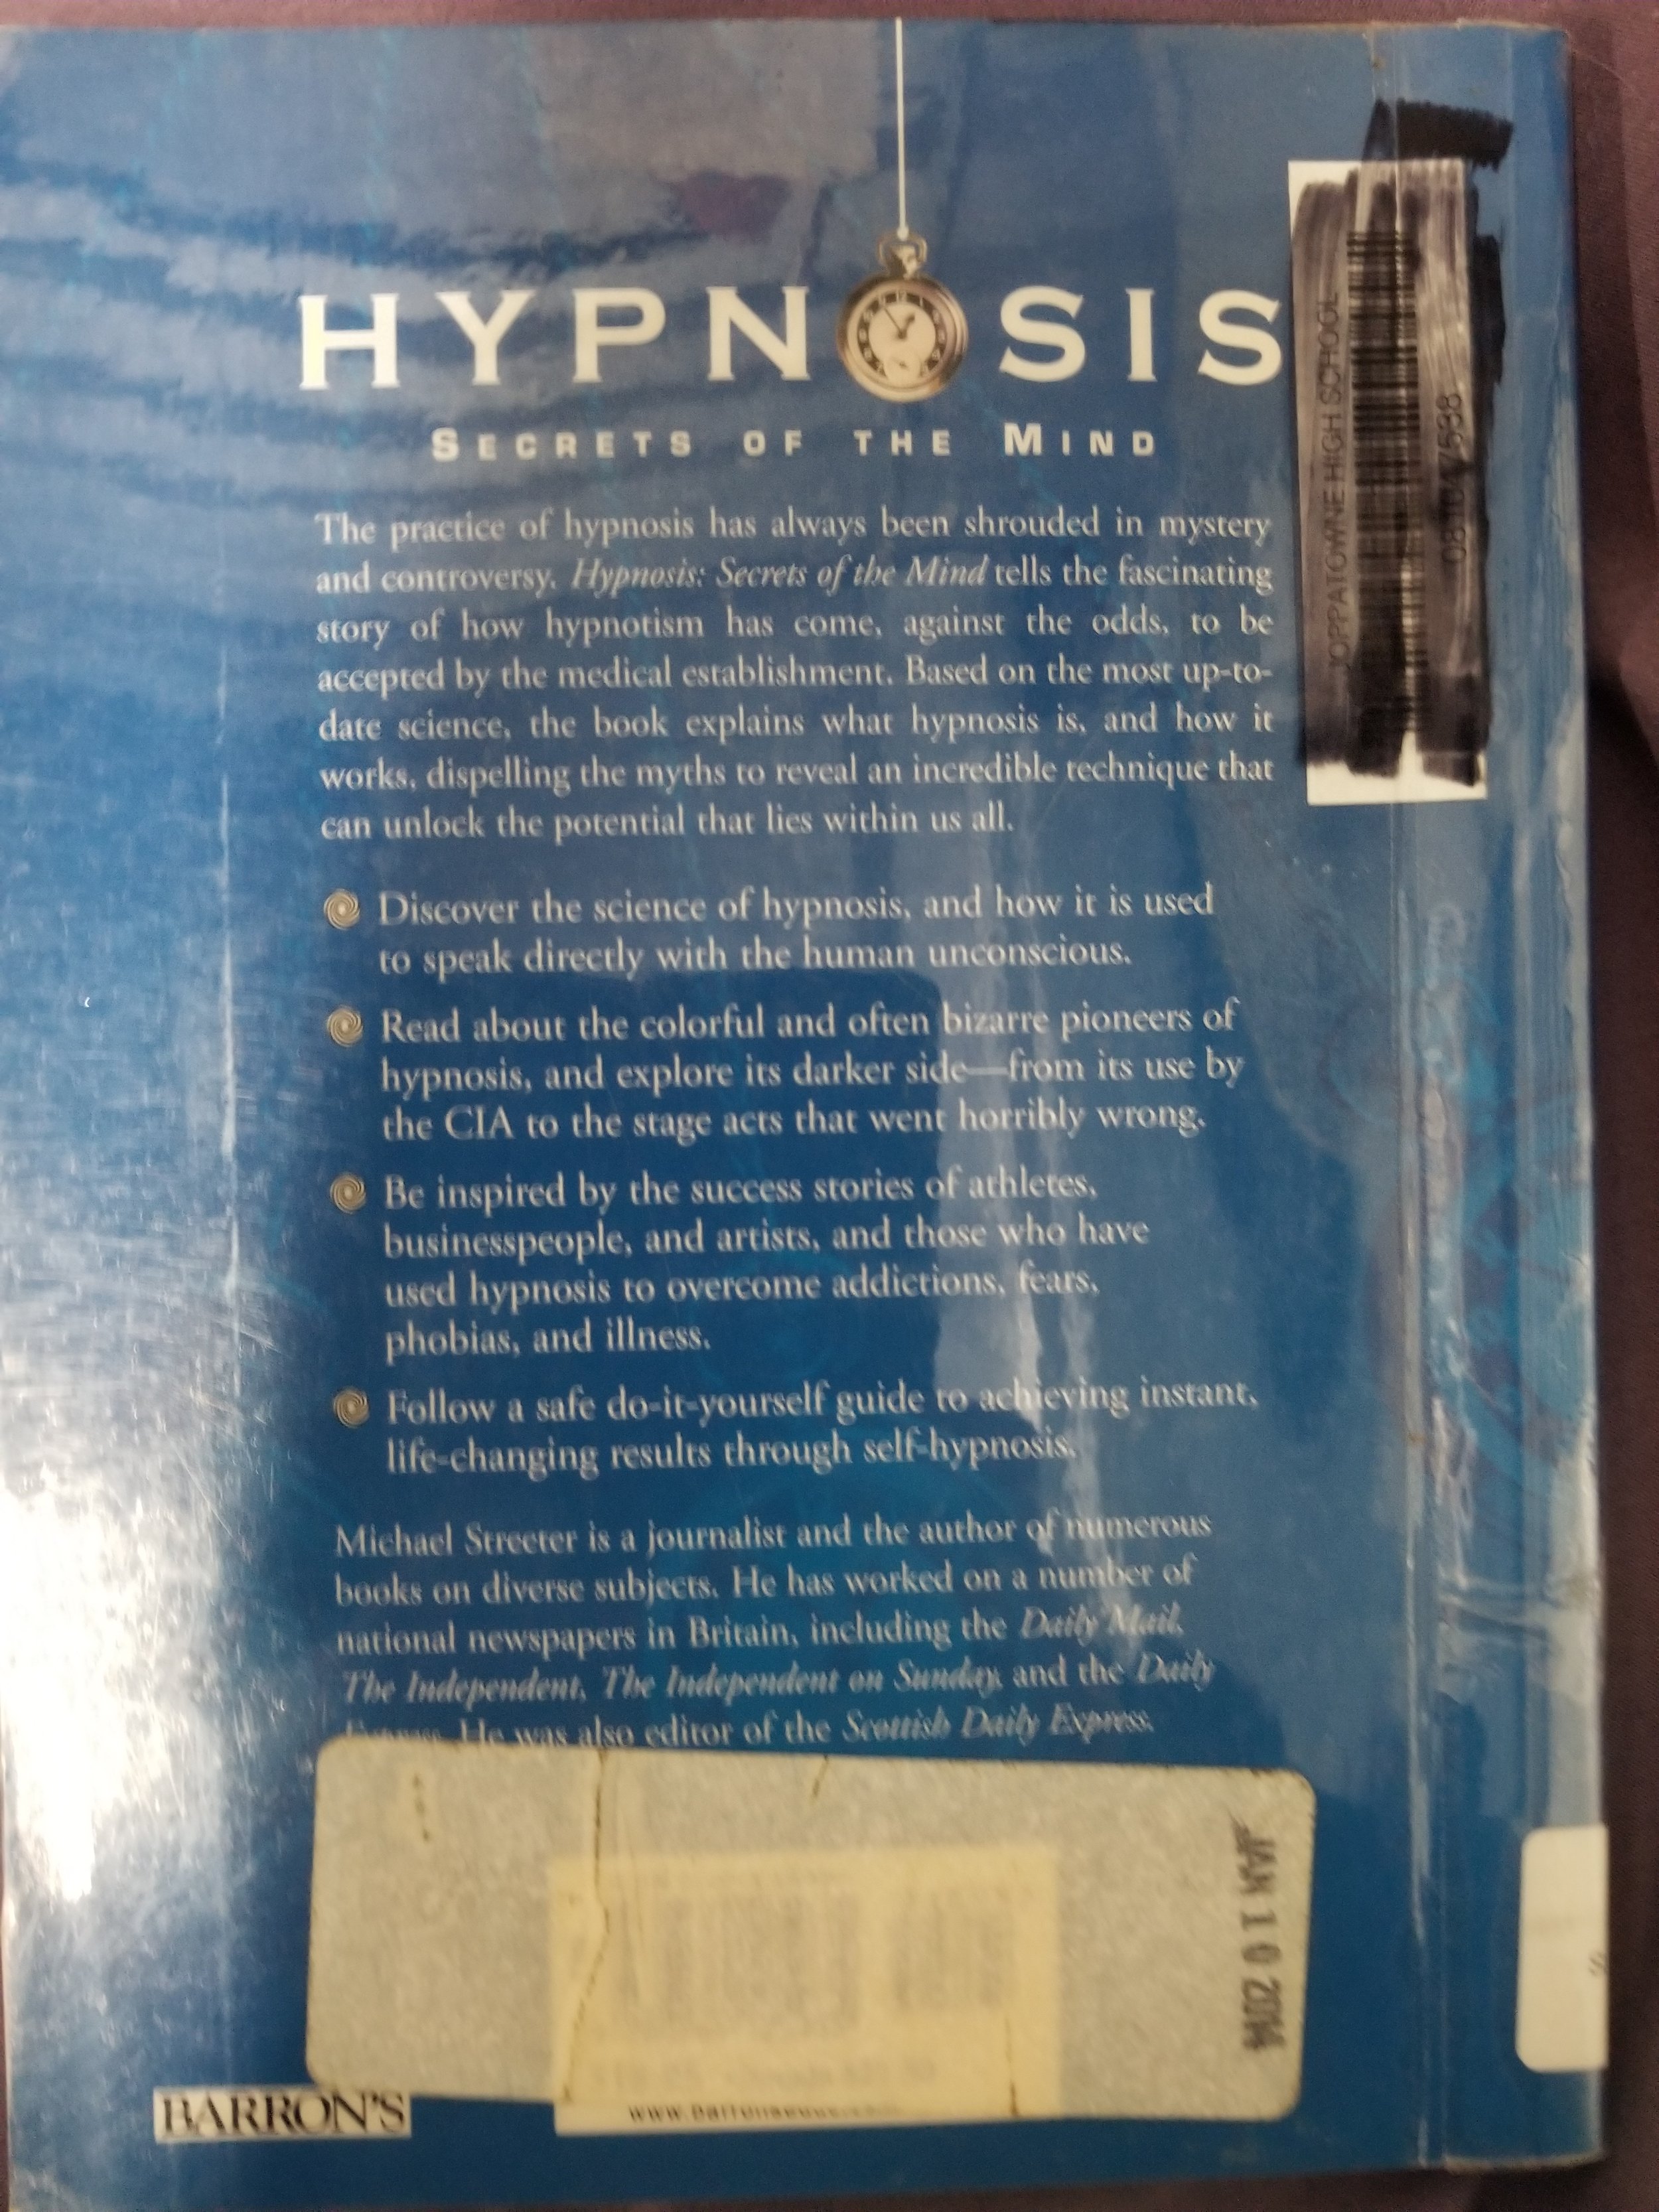 HYPNOSIS
SECRETS OF THE MIND
The practice of hypnosis has always been shrouded in mystery
and controversy. Hypnosis: Secrets of the Mind tells the fascinating
story of how hypnotism has come, against the odds, to be
accepted by the medical establishment. Based on the most up-to-
date science, the book explains what hypnosis is, and how it
works, dispelling the myths to reveal an incredible technique that
can unlock the potential that lies within us all.
Discover the science of hypnosis, and how it is used
to speak directly with the human unconscious.
Read about the colorful and often bizarre pioneers of
hypnosis, and explore its darker side—from its use by
the CIA to the stage acts that went horribly wrong.
Be inspired by the success stories of athletes,
businesspeople, and artists, and those who have
used hypnosis to overcome addictions, fears,
phobias, and illness.
Follow a safe do-it-yourself guide to achieving instant,
life-changing results through self-hypnosis.
Michael Streeter is a journalist and the author of numerous
books on diverse subjects. He has worked on a number of
national newspapers in Britain, including the Daily Mail,
The Independent, The Independent on Sunday, and the Daily
Express. He was also editor of the Scottish Daily Express.
JOPPATOWNE HIGH SCHOOL
JAN 10 2014
BARRON'S